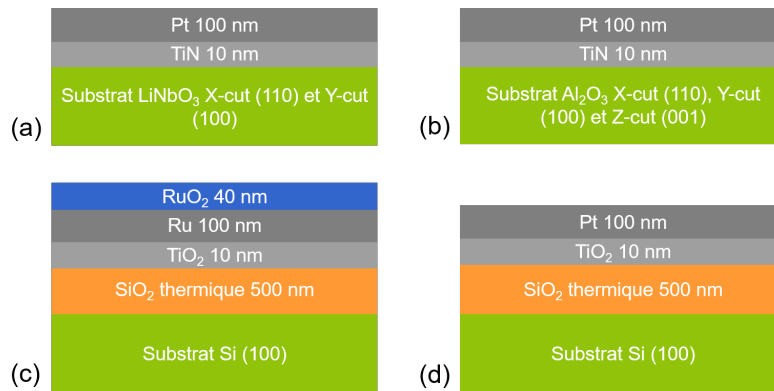 Pt 100 nm
TiN 10 nm
Substrat LiNbO₃ X-cut (110) et Y-cut
(100)
(a)
Pt 100 nm
TiN 10 nm
Substrat Al₂O₃ X-cut (110), Y-cut
(100) et Z-cut (001)
(b)
RuO₂ 40 nm
Ru 100 nm
TiO₂ 10 nm
SiO₂ thermique 500 nm
Substrat Si (100)
(c)
Pt 100 nm
TiO₂ 10 nm
SiO₂ thermique 500 nm
Substrat Si (100)
(d)